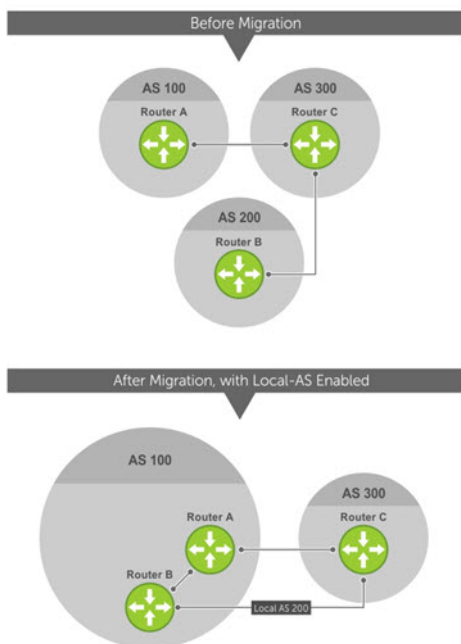 Before Migration
AS 100
AS 300
Router A
Router C
AS 200
Router B
After Migration, with Local-AS Enabled
AS 100
AS 300
Router A
Router C
Router B
Local AS 200